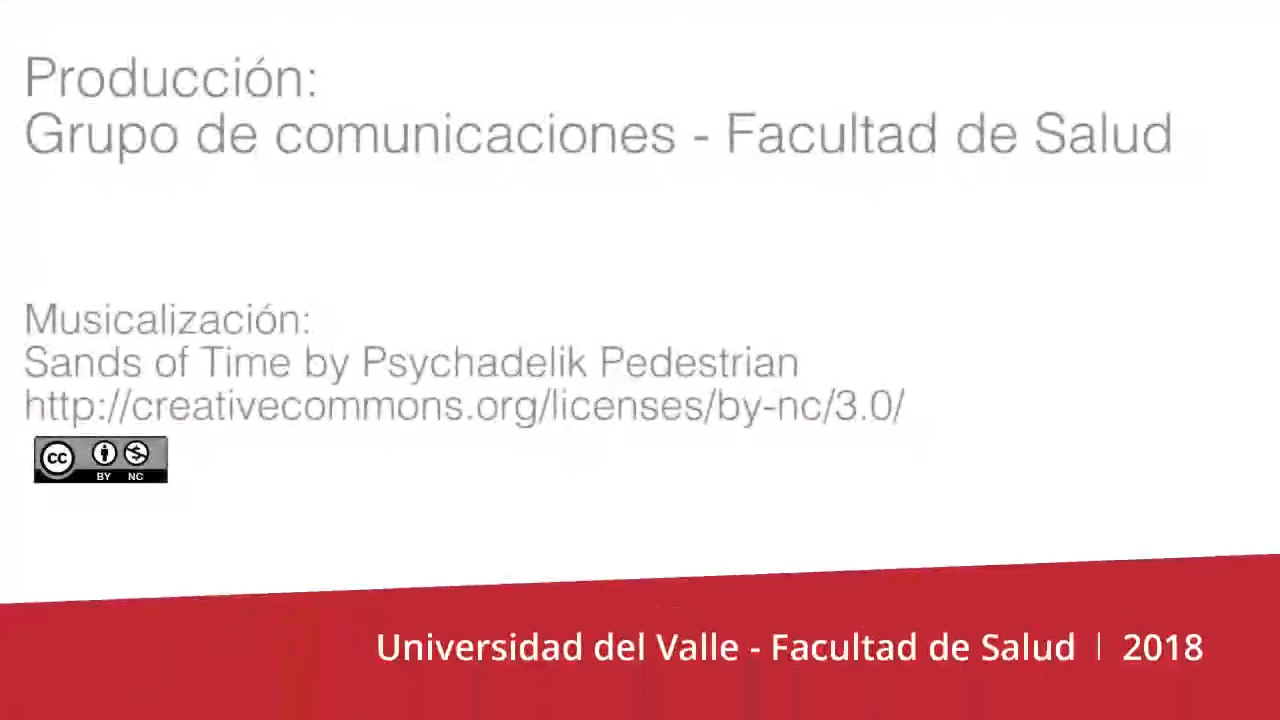 Producción:
Grupo de comunicaciones - Facultad de Salud
Musicalización:
Sands of Time by Psychadelik Pedestrian
http://creativecommons.org/licenses/by-nc/3.0/
cc BY NC
Universidad del Valle - Facultad de Salud | 2018